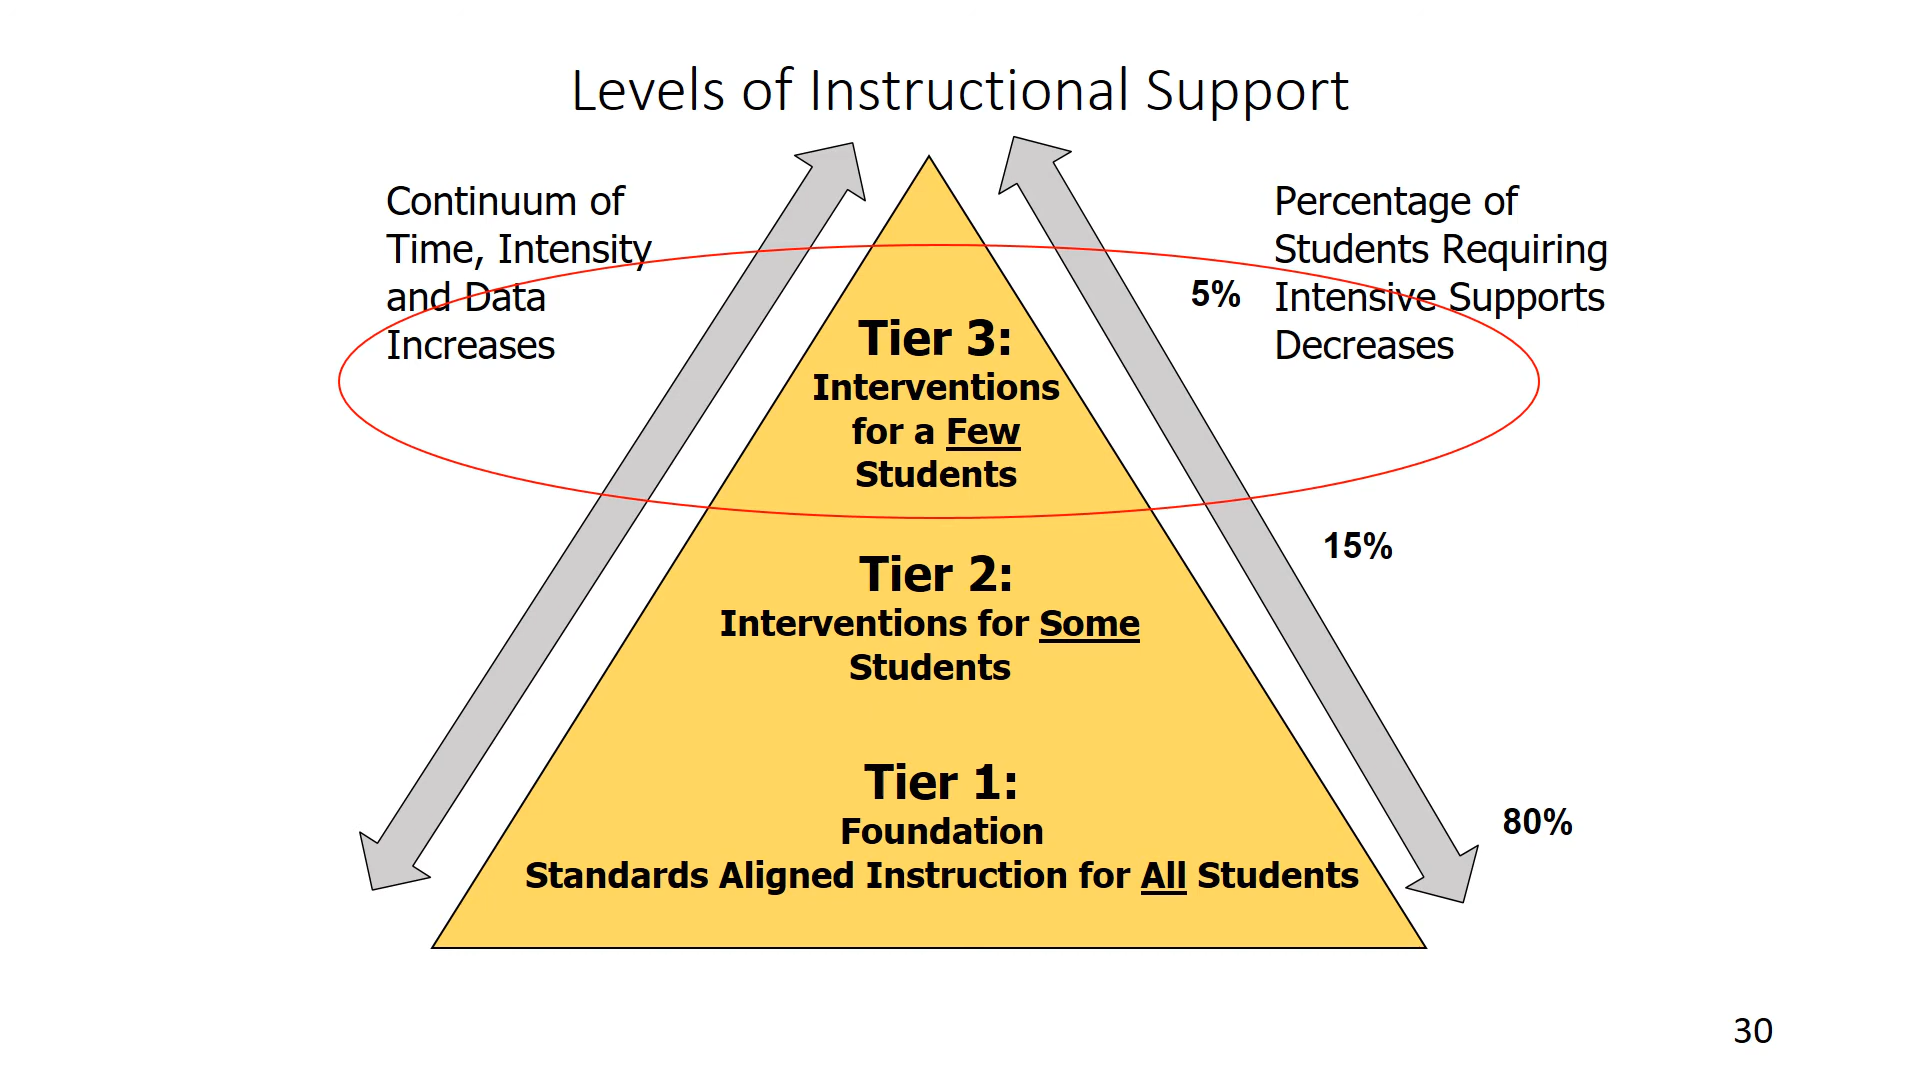 Levels of Instructional Support
Continuum of
Time, Intensity
and Data
Increases
Percentage of
Students Requiring
Intensive Supports
Decreases
5%
Tier 3:
Interventions
for a Few
Students
15%
Tier 2:
Interventions for Some
Students
80%
Tier 1:
Foundation
Standards Aligned Instruction for All Students
30